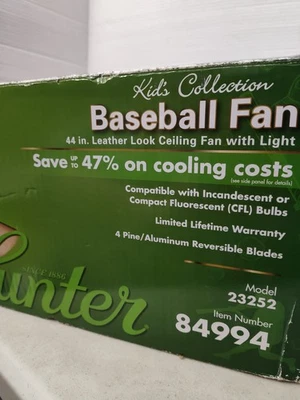 Kid's Collection
Baseball Fan
44 in. Leather Look Ceiling Fan with Light
Save UP TO 47% on cooling costs
(see side panel for details)
Compatible with Incandescent or
Compact Fluorescent (CFL) Bulbs
Limited Lifetime Warranty
4 Pine/Aluminum Reversible Blades
SINCE 1886
unter
Model
23252
Item Number
84994